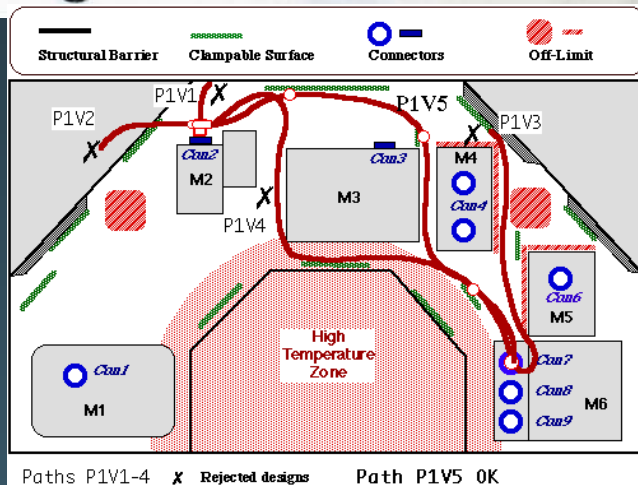 Structural Barrier
Clampable Surface
Connectors
Off-Limit
P1V1
P1V2
P1V5
P1V3
Con2
M2
Con3
M3
M4
Con4
P1V4
Con6
M5
High
Temperature
Zone
Con1
M1
Con7
Con8
M6
Con9
Paths P1V1-4 x Rejected designs Path P1V5 OK